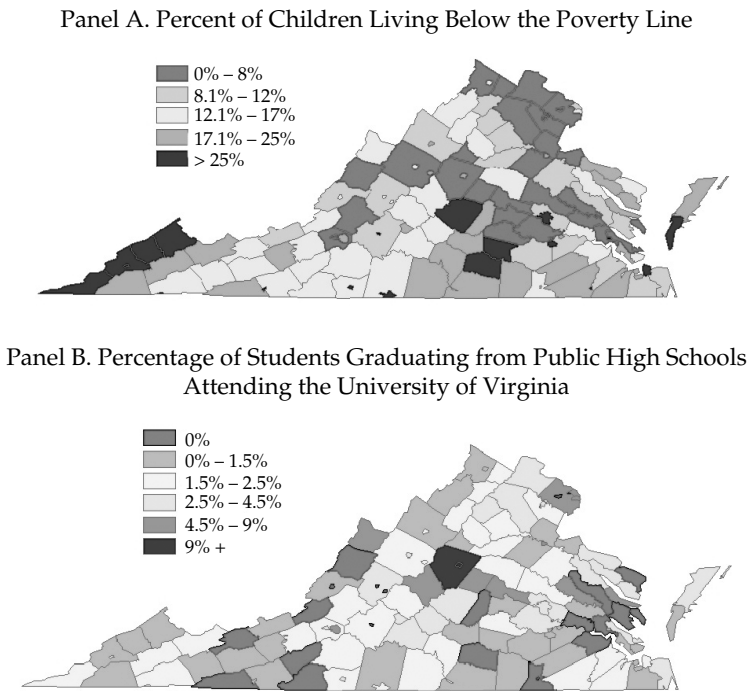 Panel A. Percent of Children Living Below the Poverty Line
0% – 8%
8.1% – 12%
12.1% – 17%
17.1% – 25%
> 25%
Panel B. Percentage of Students Graduating from Public High Schools
Attending the University of Virginia
0%
0% – 1.5%
1.5% – 2.5%
2.5% – 4.5%
4.5% – 9%
9% +